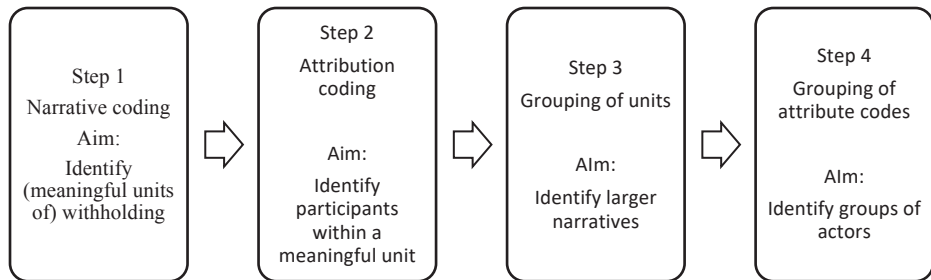 Step 1
Narrative coding
Aim:
Identify
(meaningful units
of) withholding
Step 2
Attribution
coding
Aim:
Identify
participants
within a
meaningful unit
Step 3
Grouping of units
AIm:
Identify larger
narratives
Step 4
Grouping of
attribute codes
AIm:
Identify groups of
actors